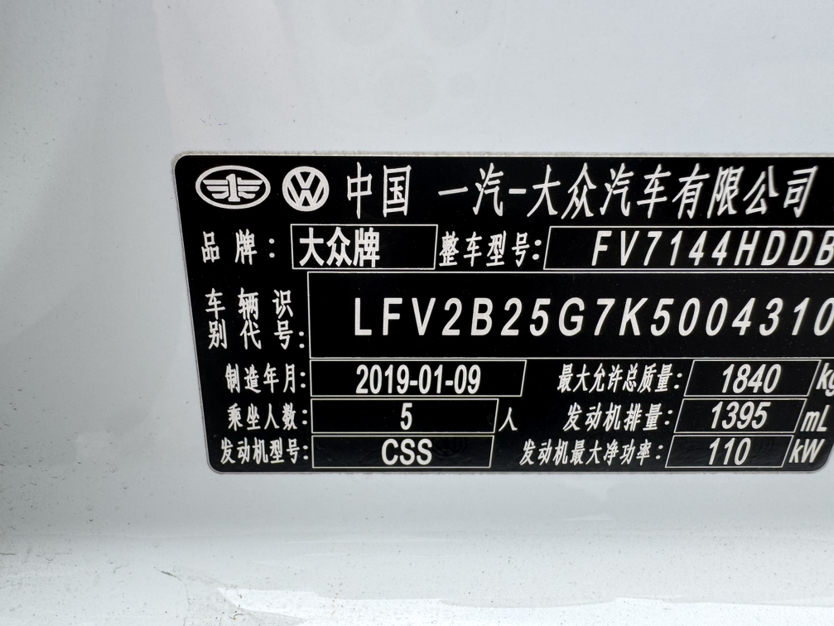 中国 一汽-大众汽车有限公司
品牌: 大众牌 整车型号: FV7144HDDB
车辆识别代号: LFV2B25G7K5004310
制造年月: 2019-01-09 最大允许总质量: 1840 kg
乘坐人数: 5 人 发动机排量: 1395 mL
发动机型号: CSS 发动机最大净功率: 110 kW